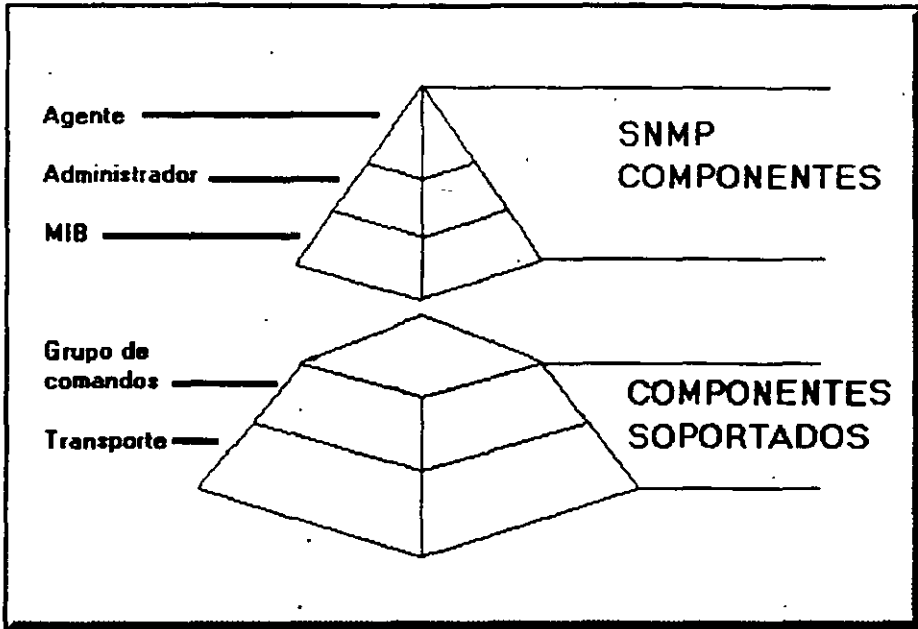 Agente
Administrador
MIB
SNMP
COMPONENTES
Grupo de
comandos
Transporte
COMPONENTES
SOPORTADOS